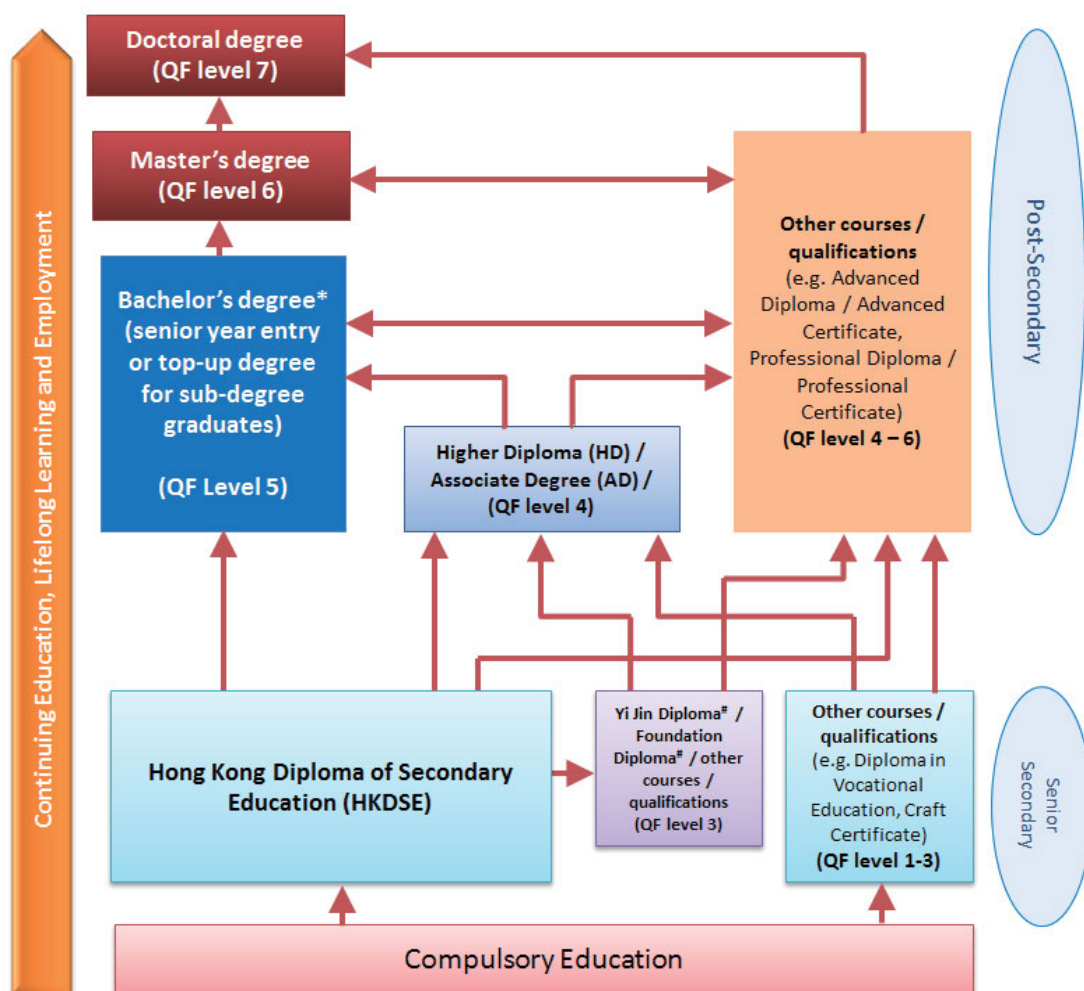 Continuing Education, Lifelong Learning and Employment
Doctoral degree
(QF level 7)
Master’s degree
(QF level 6)
Bachelor’s degree*
(senior year entry
or top-up degree
for sub-degree
graduates)
(QF Level 5)
Higher Diploma (HD) /
Associate Degree (AD) /
(QF level 4)
Other courses /
qualifications
(e.g. Advanced
Diploma / Advanced
Certificate,
Professional Diploma /
Professional
Certificate)
(QF level 4 – 6)
Post-Secondary
Hong Kong Diploma of Secondary
Education (HKDSE)
Yi Jin Diploma# /
Foundation
Diploma# / other
courses /
qualifications
(QF level 3)
Other courses /
qualifications
(e.g. Diploma in
Vocational
Education, Craft
Certificate)
(QF level 1-3)
Senior
Secondary
Compulsory Education